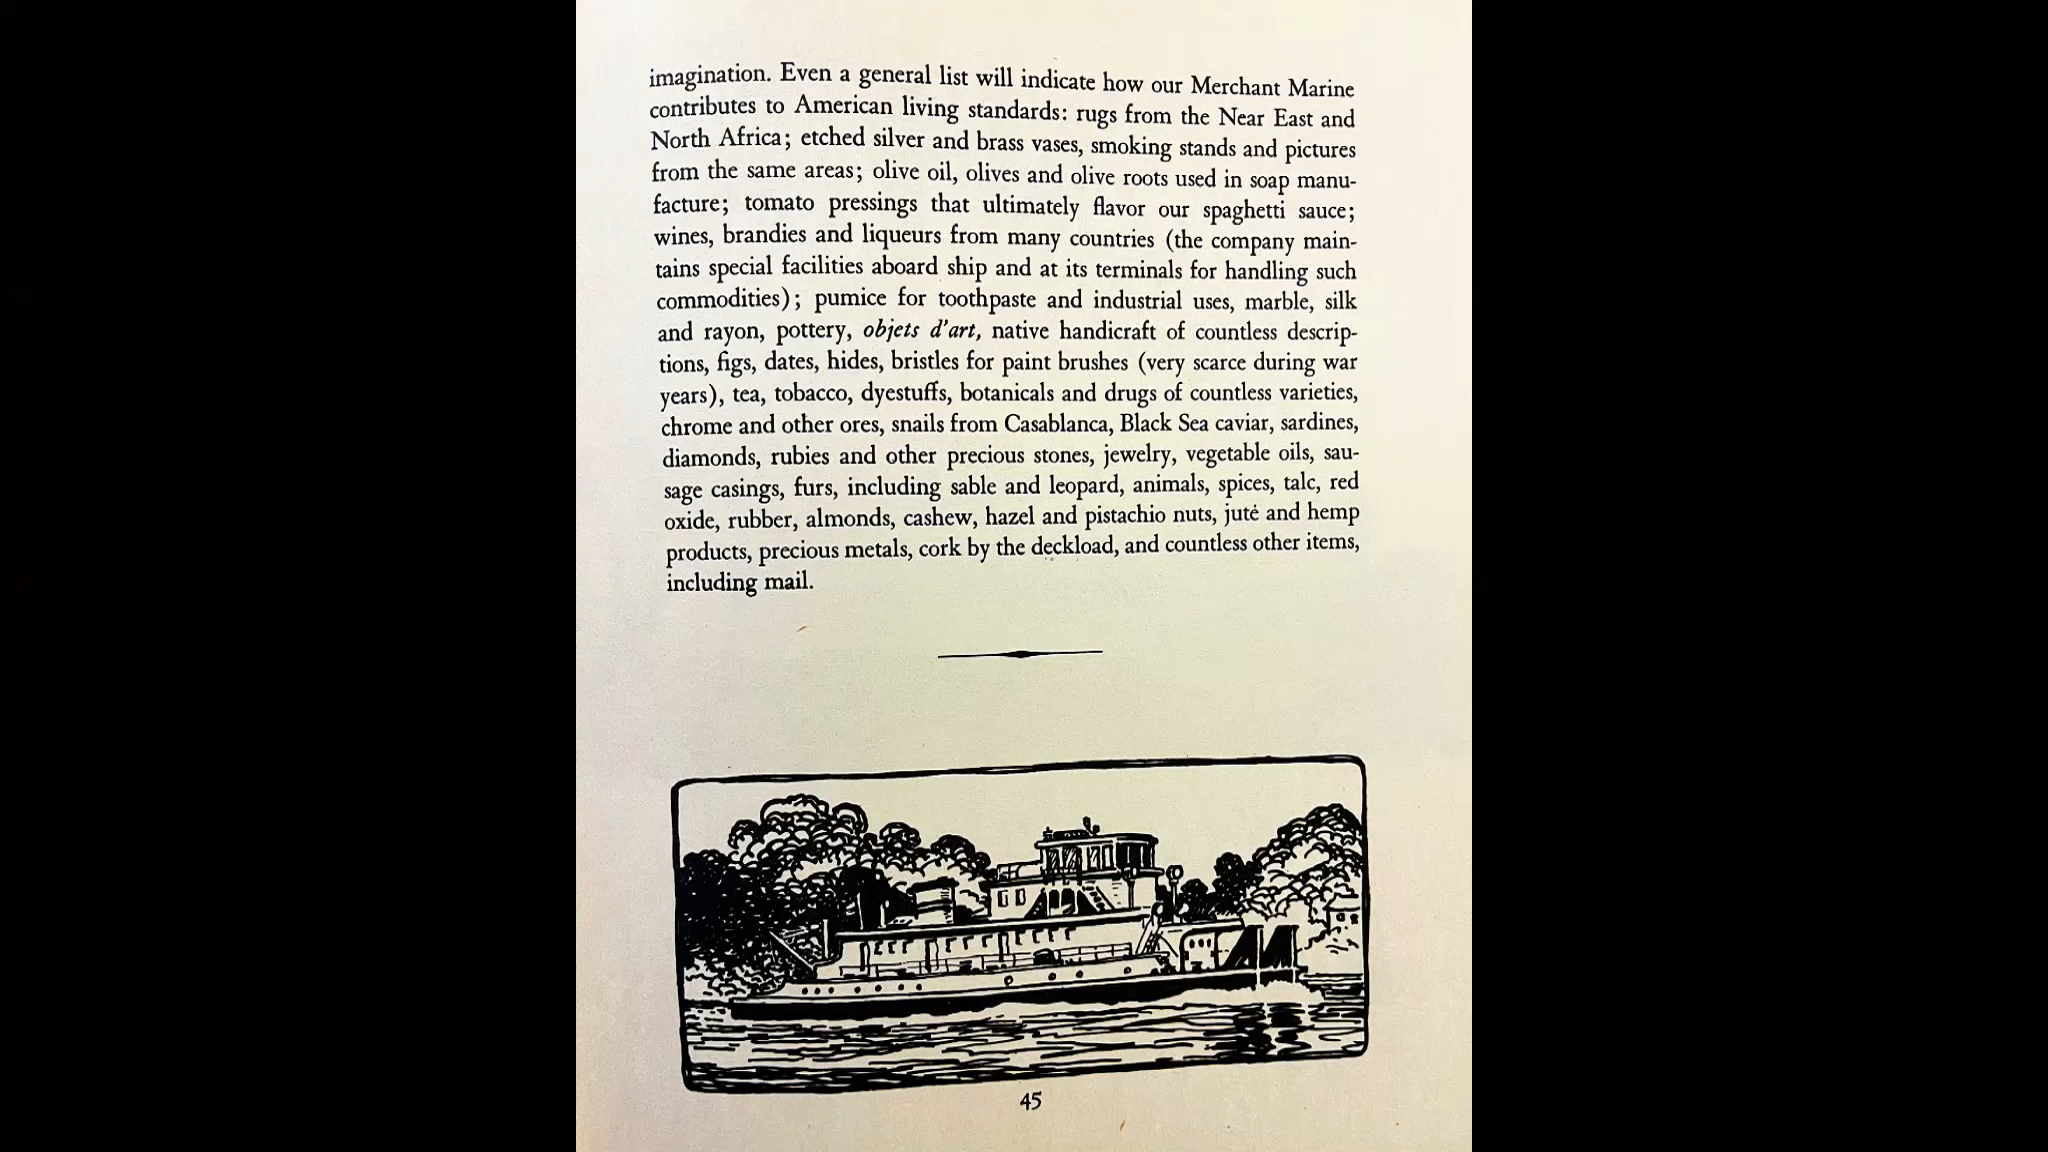 imagination. Even a general list will indicate how our Merchant Marine
contributes to American living standards: rugs from the Near East and
North Africa; etched silver and brass vases, smoking stands and pictures
from the same areas; olive oil, olives and olive roots used in soap manu-
facture; tomato pressings that ultimately flavor our spaghetti sauce;
wines, brandies and liqueurs from many countries (the company main-
tains special facilities aboard ship and at its terminals for handling such
commodities); pumice for toothpaste and industrial uses, marble, silk
and rayon, pottery, objets d'art, native handicraft of countless descrip-
tions, figs, dates, hides, bristles for paint brushes (very scarce during war
years), tea, tobacco, dyestuffs, botanicals and drugs of countless varieties,
chrome and other ores, snails from Casablanca, Black Sea caviar, sardines,
diamonds, rubies and other precious stones, jewelry, vegetable oils, sau-
sage casings, furs, including sable and leopard, animals, spices, talc, red
oxide, rubber, almonds, cashew, hazel and pistachio nuts, jute and hemp
products, precious metals, cork by the deckload, and countless other items,
including mail.
45